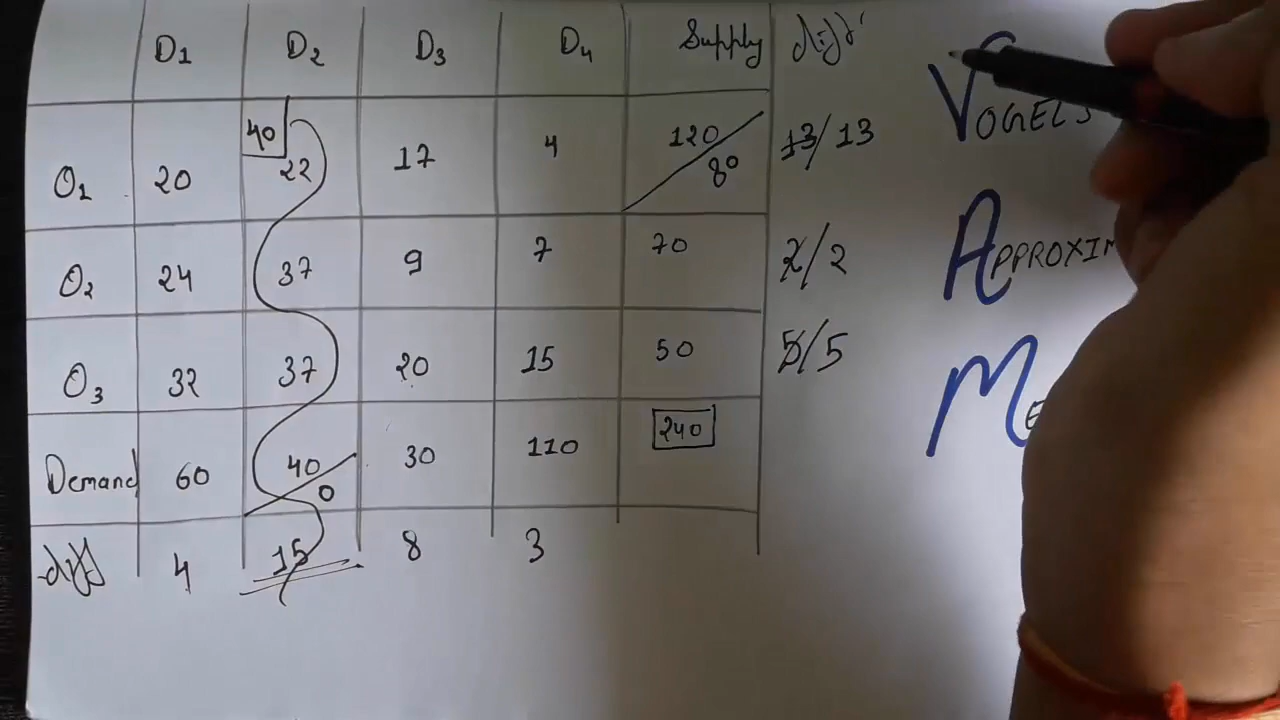 D1 D2 D3 D4 Supply diff
O1 20 40 22 17 4 120 80 13/13
O2 24 37 9 7 70 2/2
O3 32 37 20 15 50 5/5
Demand 60 40 0 30 110 240
diff 4 15 8 3
VOGELS
APPROXIM
ME